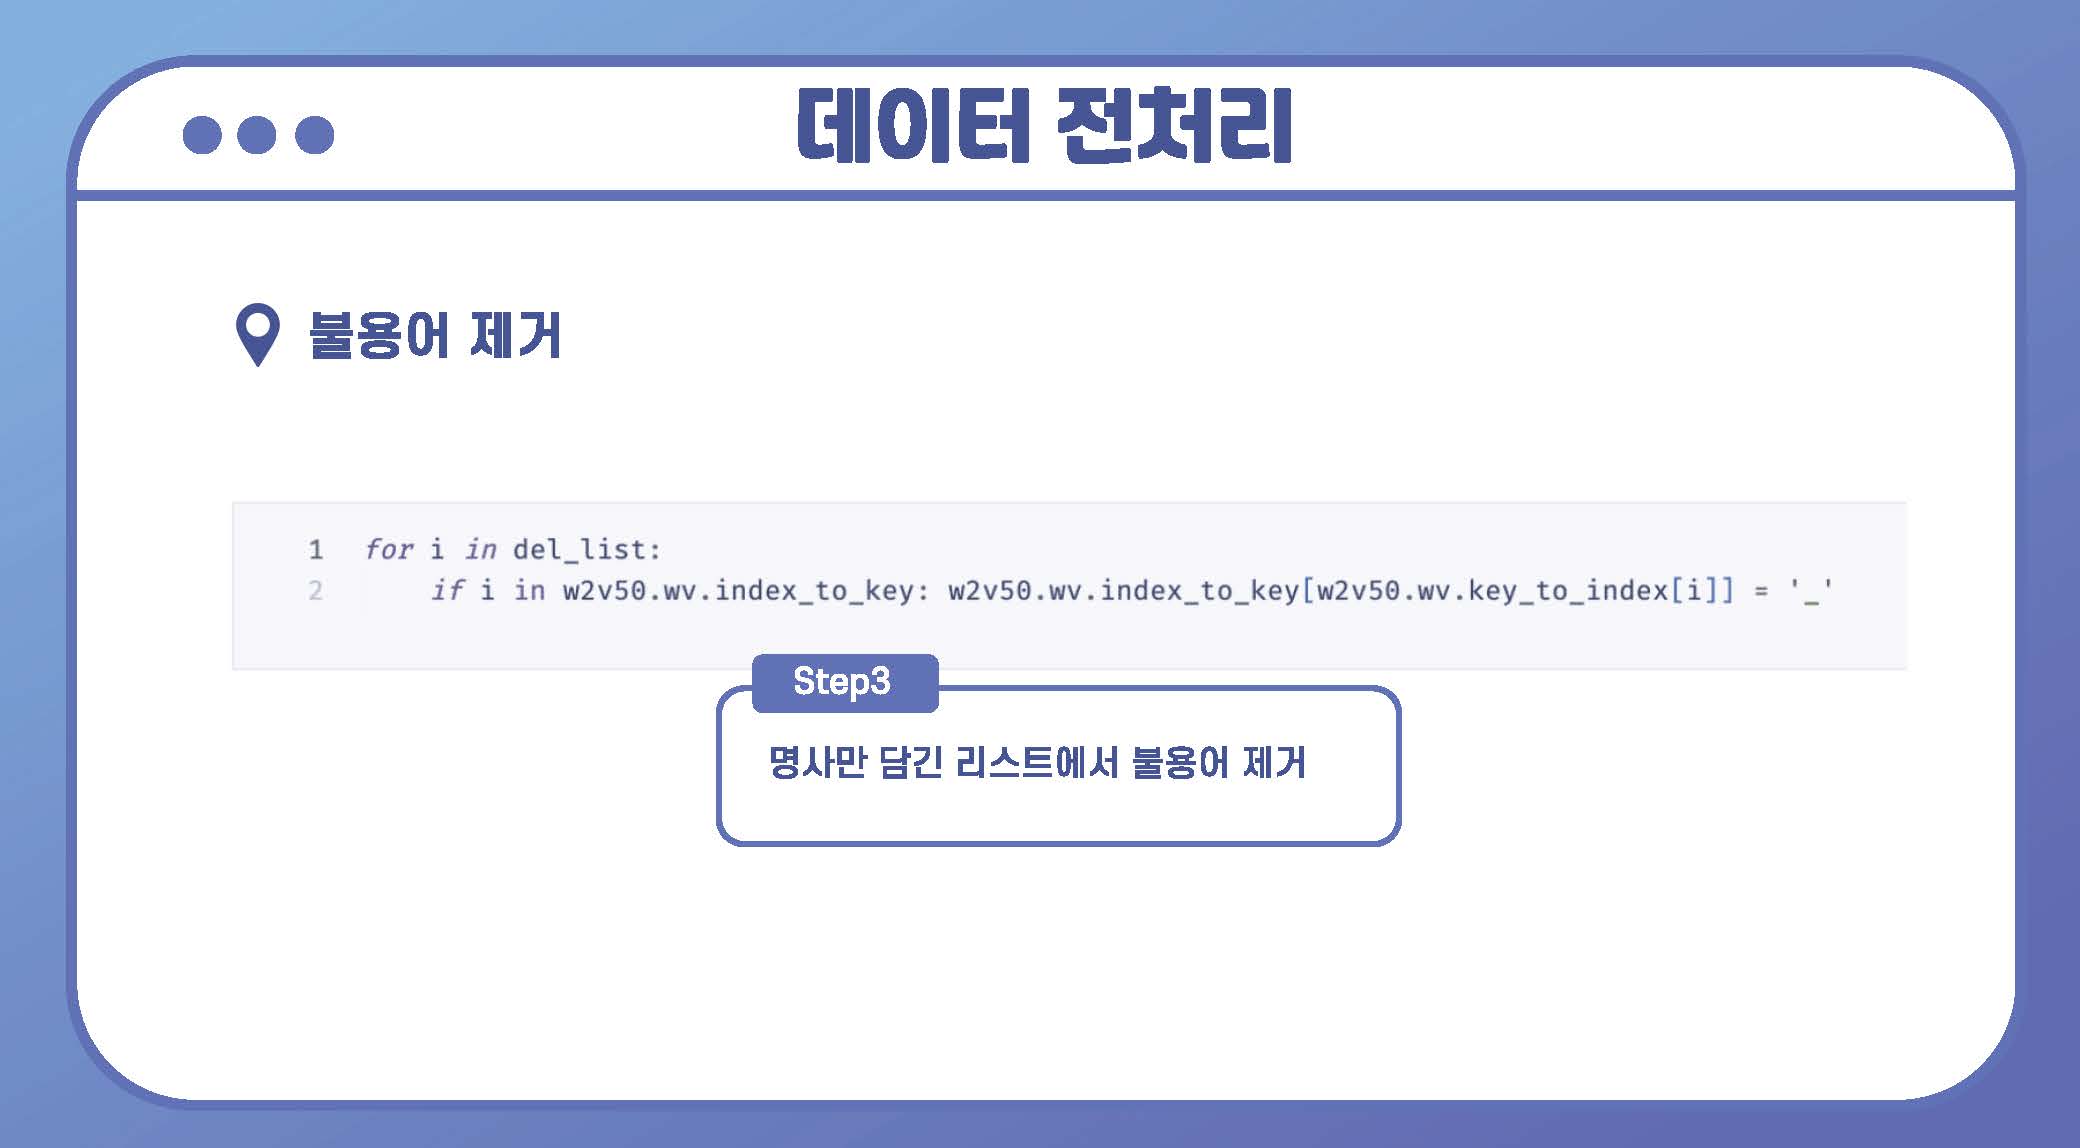 데이터 전처리
불용어 제거
1 for i in del_list:
2 if i in w2v50.wv.index_to_key: w2v50.wv.index_to_key[w2v50.wv.key_to_index[i]] = '_'
Step3
명사만 담긴 리스트에서 불용어 제거